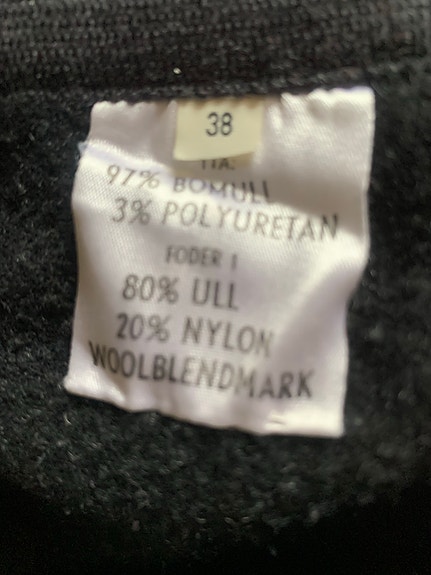 38
97% BOMULL
3% POLYURETAN
FODER I
80% ULL
20% NYLON
WOOLBLENDMARK